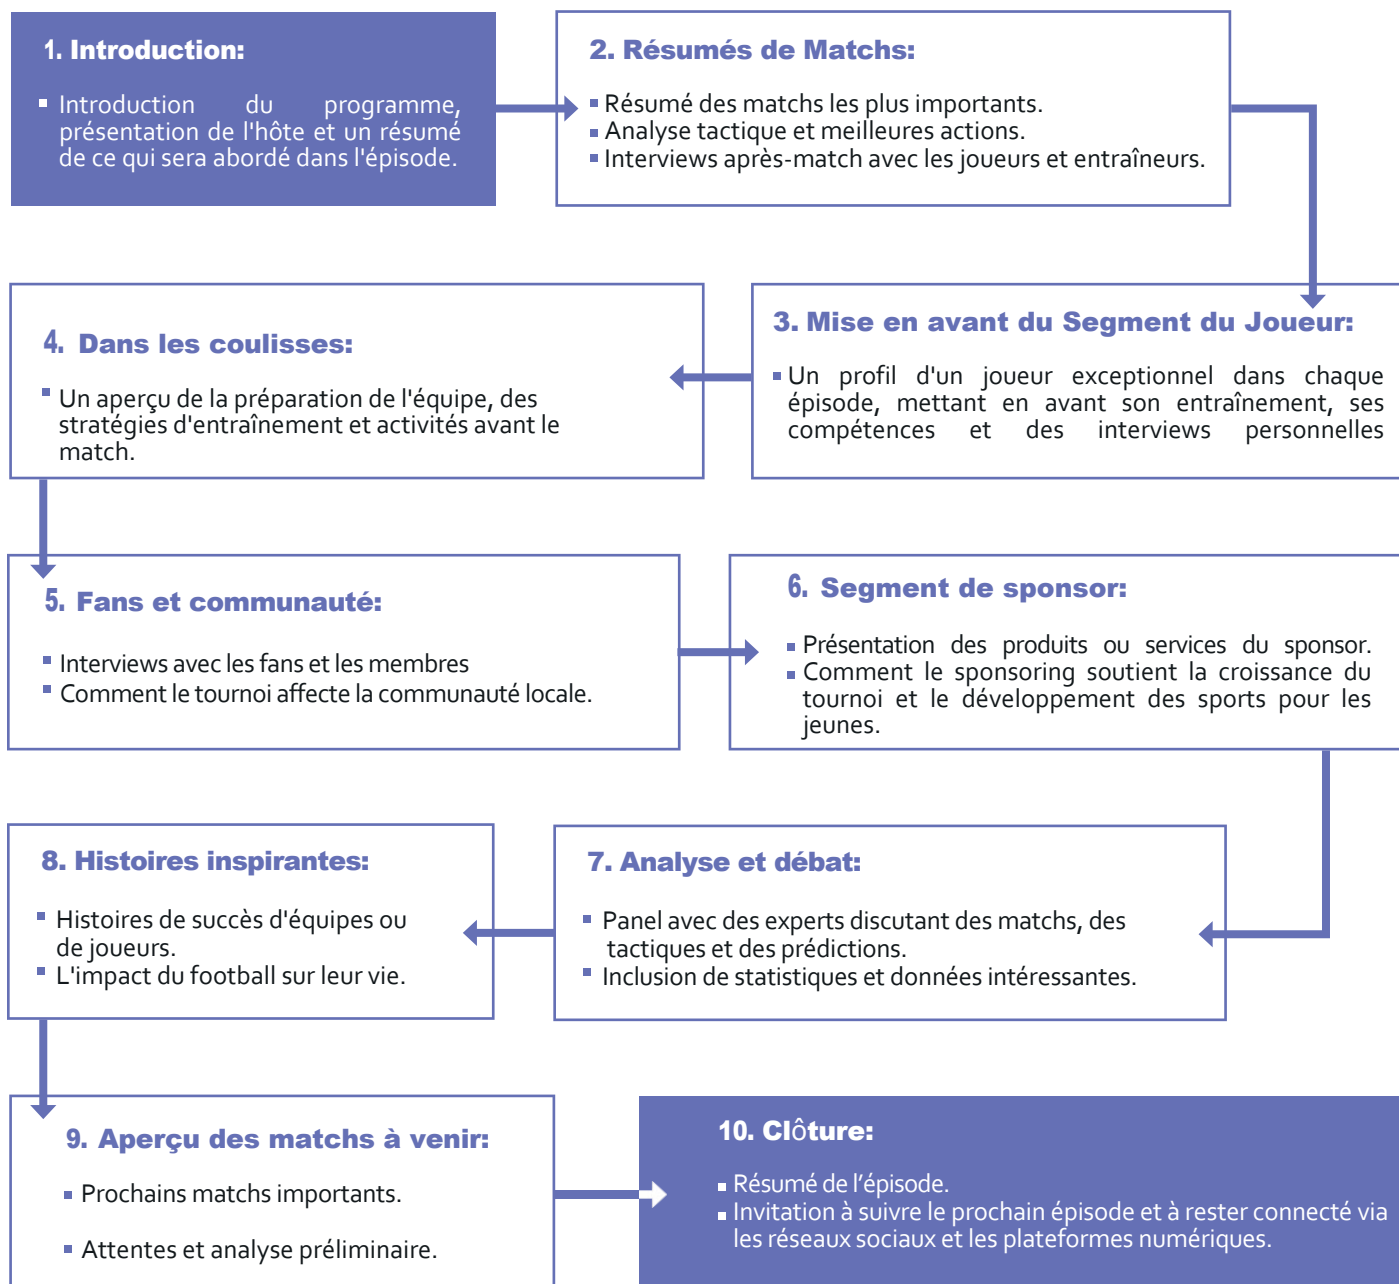 1. Introduction:
Introduction du programme,
présentation de l'hôte et un résumé
de ce qui sera abordé dans l'épisode.
2. Résumés de Matchs:
Résumé des matchs les plus importants.
Analyse tactique et meilleures actions.
Interviews après-match avec les joueurs et entraîneurs.
3. Mise en avant du Segment du Joueur:
Un profil d'un joueur exceptionnel dans chaque
épisode, mettant en avant son entraînement, ses
compétences et des interviews personnelles
4. Dans les coulisses:
Un aperçu de la préparation de l'équipe, des
stratégies d'entraînement et activités avant le
match.
5. Fans et communauté:
Interviews avec les fans et les membres
Comment le tournoi affecte la communauté locale.
6. Segment de sponsor:
Présentation des produits ou services du sponsor.
Comment le sponsoring soutient la croissance du
tournoi et le développement des sports pour les
jeunes.
7. Analyse et débat:
Panel avec des experts discutant des matchs, des
tactiques et des prédictions.
Inclusion de statistiques et données intéressantes.
8. Histoires inspirantes:
Histoires de succès d'équipes ou
de joueurs.
L'impact du football sur leur vie.
9. Aperçu des matchs à venir:
Prochains matchs importants.
Attentes et analyse préliminaire.
10. Clôture:
Résumé de l’épisode.
Invitation à suivre le prochain épisode et à rester connecté via
les réseaux sociaux et les plateformes numériques.